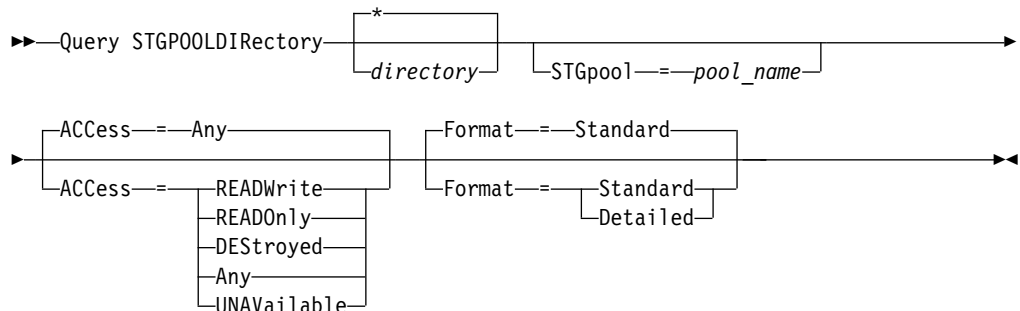 *
Query STGPOOLDIRectory
directory
STGpool = pool_name
ACCess = Any
Format = Standard
ACCess = READWrite
Format = Standard
READOnly
Detailed
DEStroyed
Any
UNAVailable